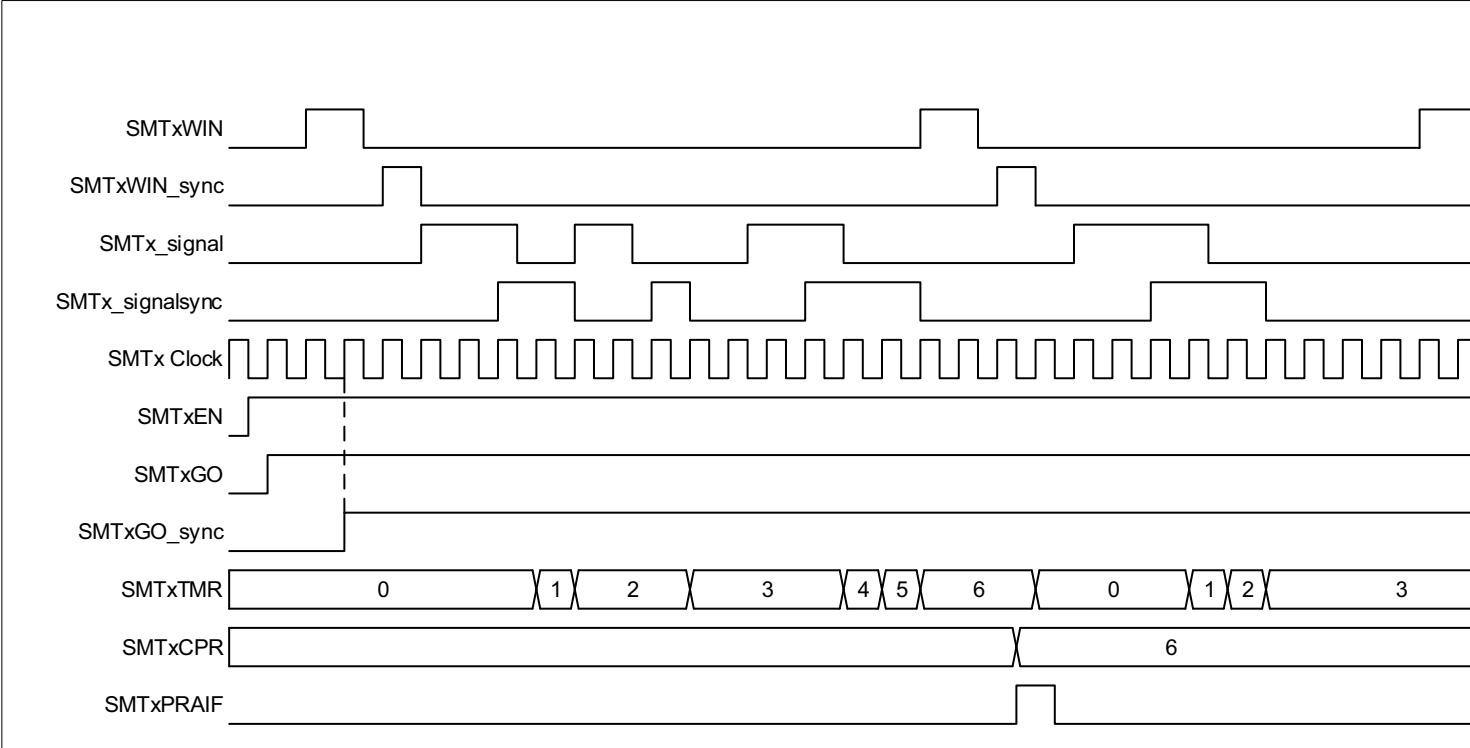 SMTxWIN
SMTxWIN_sync
SMTx_signal
SMTx_signalsync
SMTx Clock
SMTxEN
SMTxGO
SMTxGO_sync
SMTxTMR 0 1 2 3 4 5 6 0 1 2 3
SMTxCPR 6
SMTxPRAIF